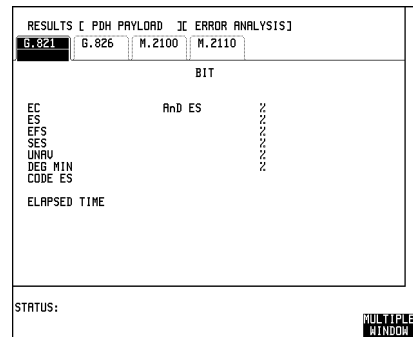 RESULTS [ PDH PAYLOAD ][ ERROR ANALYSIS]
G.821 G.826 M.2100 M.2110
BIT
EC AnD ES %
ES %
EFS %
SES %
UNAV %
DEG MIN %
CODE ES
ELAPSED TIME
STATUS:
MULTIPLE
WINDOW